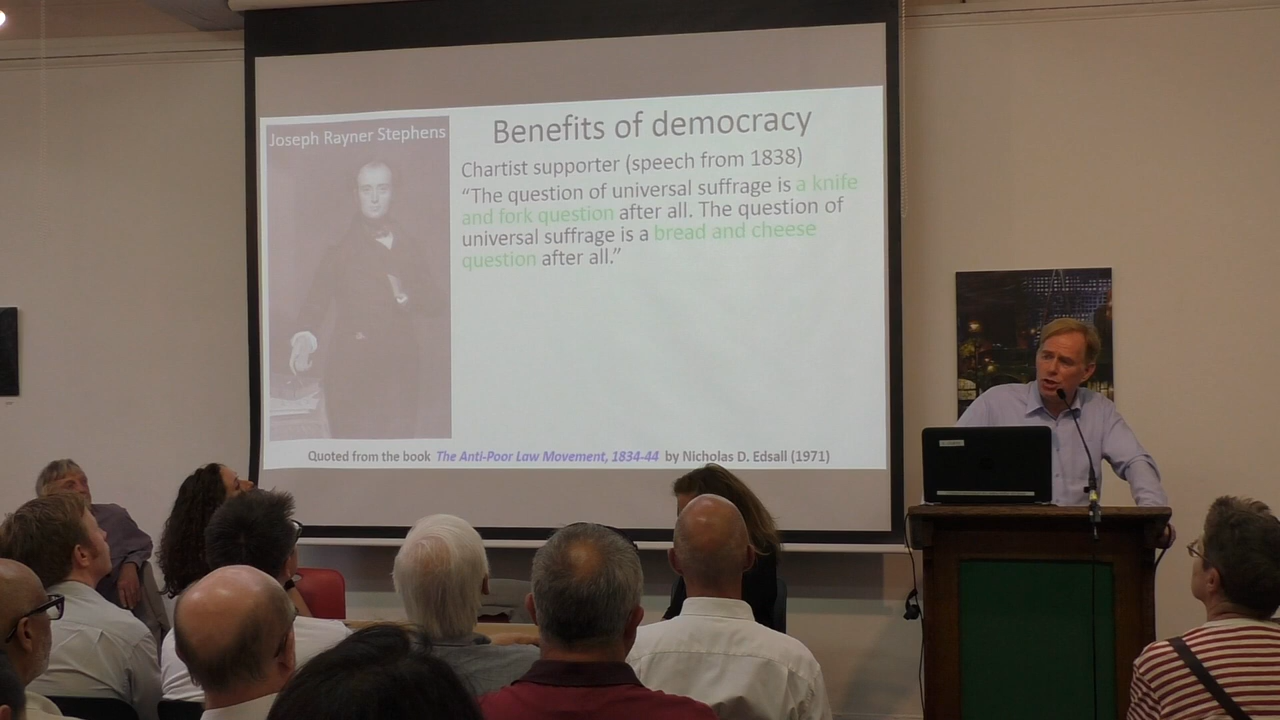 Joseph Rayner Stephens
Benefits of democracy
Chartist supporter (speech from 1838)
“The question of universal suffrage is a knife
and fork question after all. The question of
universal suffrage is a bread and cheese
question after all.”
Quoted from the book The Anti-Poor Law Movement, 1834-44 by Nicholas D. Edsall (1971)